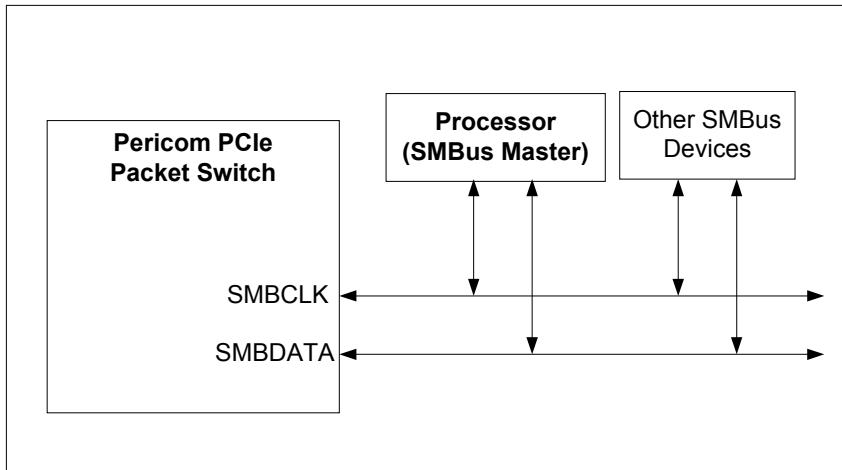 Pericom PCIe
Packet Switch
Processor
(SMBus Master)
Other SMBus
Devices
SMBCLK
SMBDATA